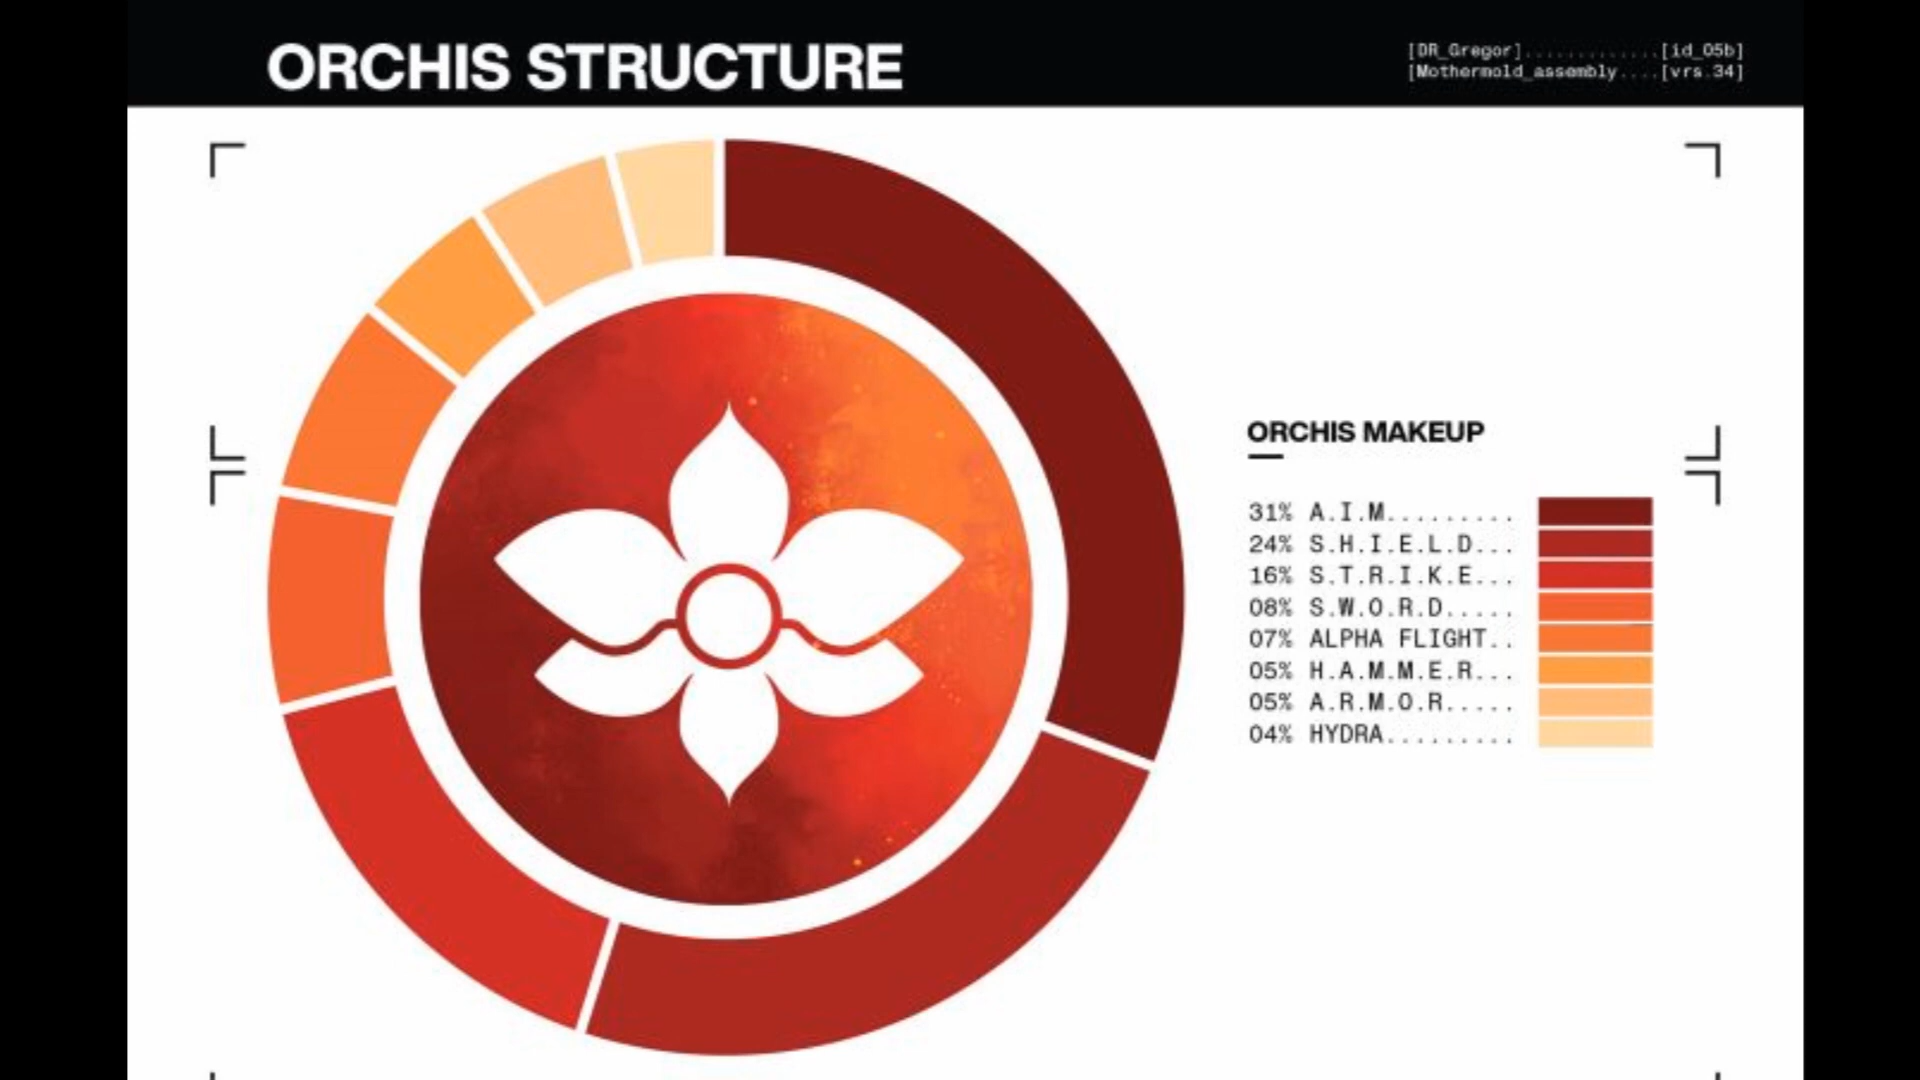 ORCHIS STRUCTURE
[DR_Gregor].............[id_05b]
[Mothermold_assembly....[vrs.34]
ORCHIS MAKEUP
31% A.I.M.........
24% S.H.I.E.L.D...
16% S.T.R.I.K.E...
08% S.W.O.R.D.....
07% ALPHA FLIGHT..
05% H.A.M.M.E.R...
05% A.R.M.O.R.....
04% HYDRA.........